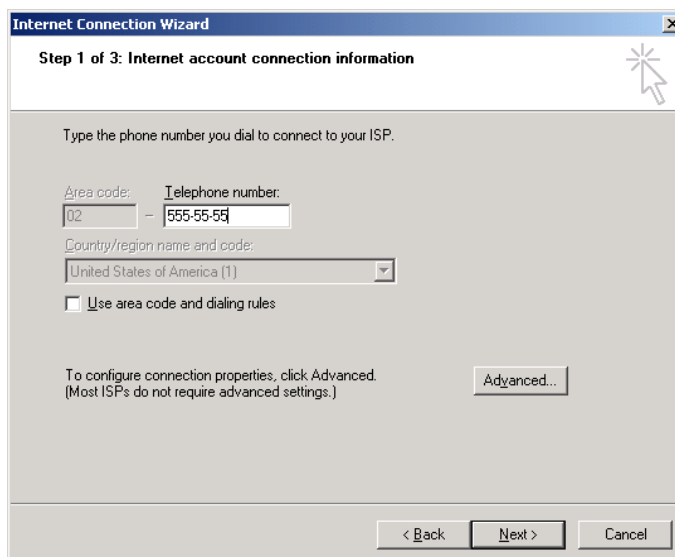 Internet Connection Wizard
Step 1 of 3: Internet account connection information
Type the phone number you dial to connect to your ISP.
Area code: Telephone number:
02 – 555-55-55
Country/region name and code:
United States of America (1)
Use area code and dialing rules
To configure connection properties, click Advanced.
(Most ISPs do not require advanced settings.) Advanced...
< Back Next > Cancel